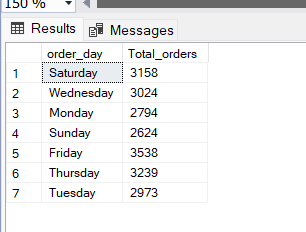 150 %
Results Messages
order_day Total_orders
1 Saturday 3158
2 Wednesday 3024
3 Monday 2794
4 Sunday 2624
5 Friday 3538
6 Thursday 3239
7 Tuesday 2973